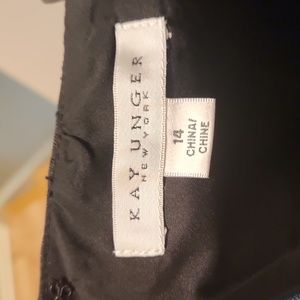 KAY UNGER
NEW YORK
14
CHINA/
CHINE